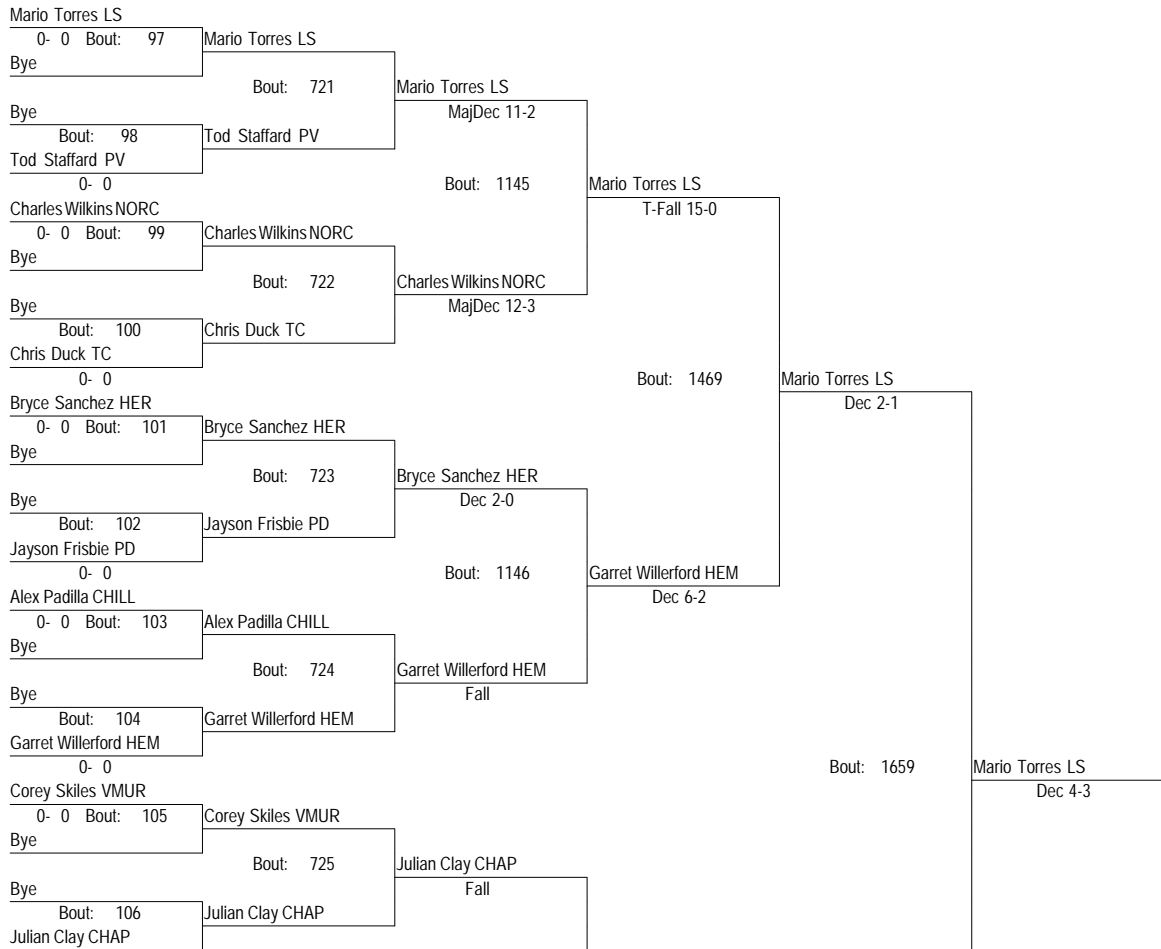 Mario Torres LS
0- 0 Bout: 97 Mario Torres LS
Bye
Bout: 721 Mario Torres LS
Bye MajDec 11-2
Bout: 98 Tod Staffard PV
Tod Staffard PV
0- 0 Bout: 1145 Mario Torres LS
Charles Wilkins NORC T-Fall 15-0
0- 0 Bout: 99 Charles Wilkins NORC
Bye
Bout: 722 Charles Wilkins NORC
Bye MajDec 12-3
Bout: 100 Chris Duck TC
Chris Duck TC
0- 0 Bout: 1469 Mario Torres LS
Bryce Sanchez HER Dec 2-1
0- 0 Bout: 101 Bryce Sanchez HER
Bye
Bout: 723 Bryce Sanchez HER
Bye Dec 2-0
Bout: 102 Jayson Frisbie PD
Jayson Frisbie PD
0- 0 Bout: 1146 Garret Willerford HEM
Alex Padilla CHILL Dec 6-2
0- 0 Bout: 103 Alex Padilla CHILL
Bye
Bout: 724 Garret Willerford HEM
Bye Fall
Bout: 104 Garret Willerford HEM
Garret Willerford HEM
0- 0 Bout: 1659 Mario Torres LS
Corey Skiles VMUR Dec 4-3
0- 0 Bout: 105 Corey Skiles VMUR
Bye
Bout: 725 Julian Clay CHAP
Bye Fall
Bout: 106 Julian Clay CHAP
Julian Clay CHAP